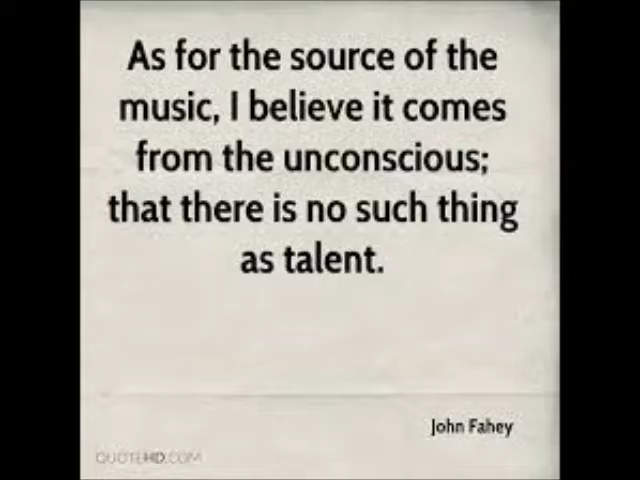 As for the source of the
music, I believe it comes
from the unconscious;
that there is no such thing
as talent.
John Fahey
QUOTEHD.COM